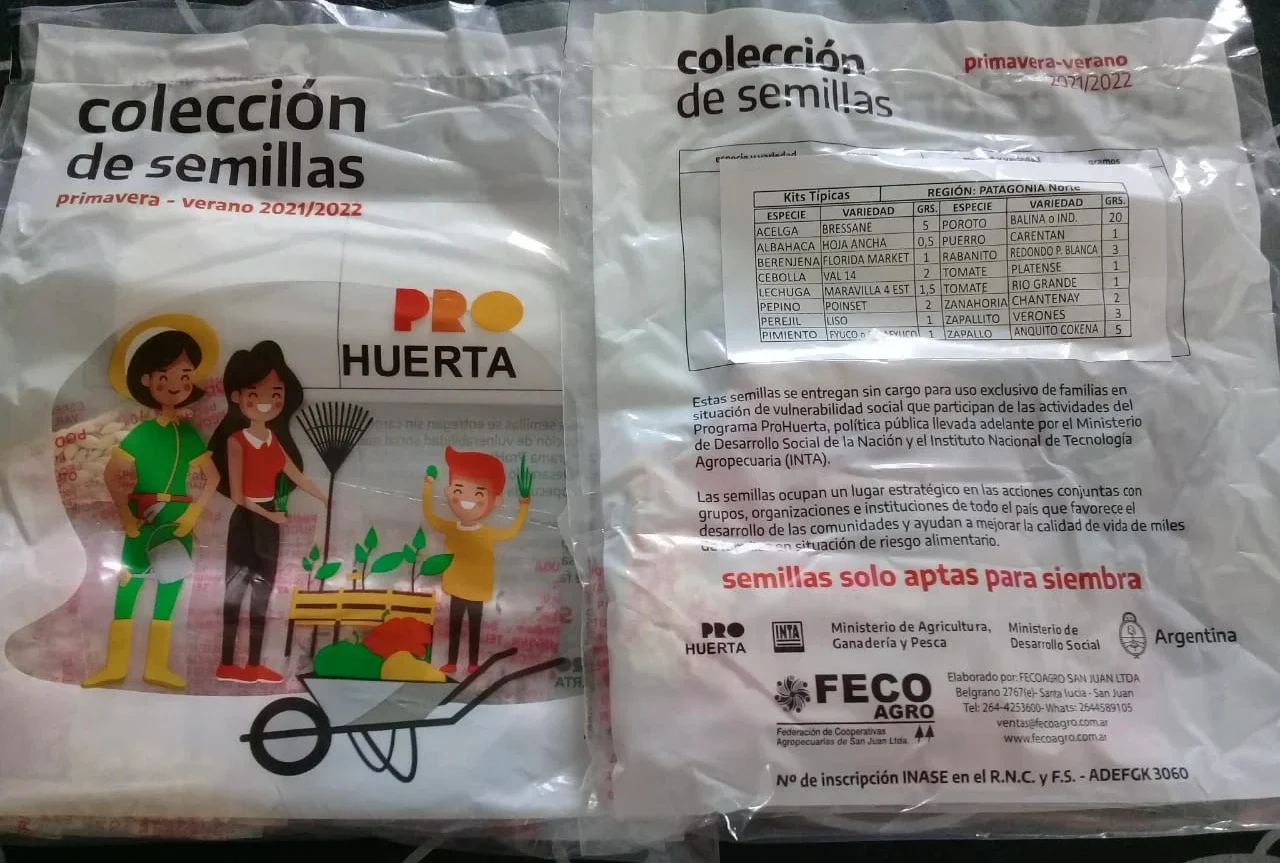 colección
de semillas
primavera - verano 2021/2022
PRO
HUERTA
colección
de semillas
primavera-verano
2021/2022
especie y variedad
gramos
Kits Típicas REGIÓN: PATAGONIA Norte
ESPECIE VARIEDAD GRS. ESPECIE VARIEDAD GRS.
ACELGA BRESSANE 5 POROTO BALINA o IND. 20
ALBAHACA HOJA ANCHA 0,5 PUERRO CARENTAN 1
BERENJENA FLORIDA MARKET 1 RABANITO REDONDO P. BLANCA 3
CEBOLLA VAL 14 2 TOMATE PLATENSE 1
LECHUGA MARAVILLA 4 EST 1,5 TOMATE RIO GRANDE 1
PEPINO POINSET 2 ZANAHORIA CHANTENAY 2
PEREJIL LISO 1 ZAPALLITO VERONES 3
PIMIENTO FYUCO o 1 ZAPALLO ANQUITO COKENA 5
Estas semillas se entregan sin cargo para uso exclusivo de familias en
situación de vulnerabilidad social que participan de las actividades del
Programa ProHuerta, política pública llevada adelante por el Ministerio
de Desarrollo Social de la Nación y el Instituto Nacional de Tecnología
Agropecuaria (INTA).
Las semillas ocupan un lugar estratégico en las acciones conjuntas con
grupos, organizaciones e instituciones de todo el país que favorece el
desarrollo de las comunidades y ayudan a mejorar la calidad de vida de miles
en situación de riesgo alimentario.
semillas solo aptas para siembra
PRO
HUERTA
INTA
Ministerio de Agricultura,
Ganadería y Pesca
Ministerio de
Desarrollo Social
Argentina
FECO
AGRO
Federación de Cooperativas
Agropecuarias de San Juan Ltda.
Elaborado por: FECOAGRO SAN JUAN LTDA
Belgrano 2767(e)- Santa lucia - San Juan
Tel: 264-4253600- Whats: 2644589105
ventas@fecoagro.com.ar
www.fecoagro.com.ar
Nº de inscripción INASE en el R.N.C. y F.S. - ADEFGK 3060